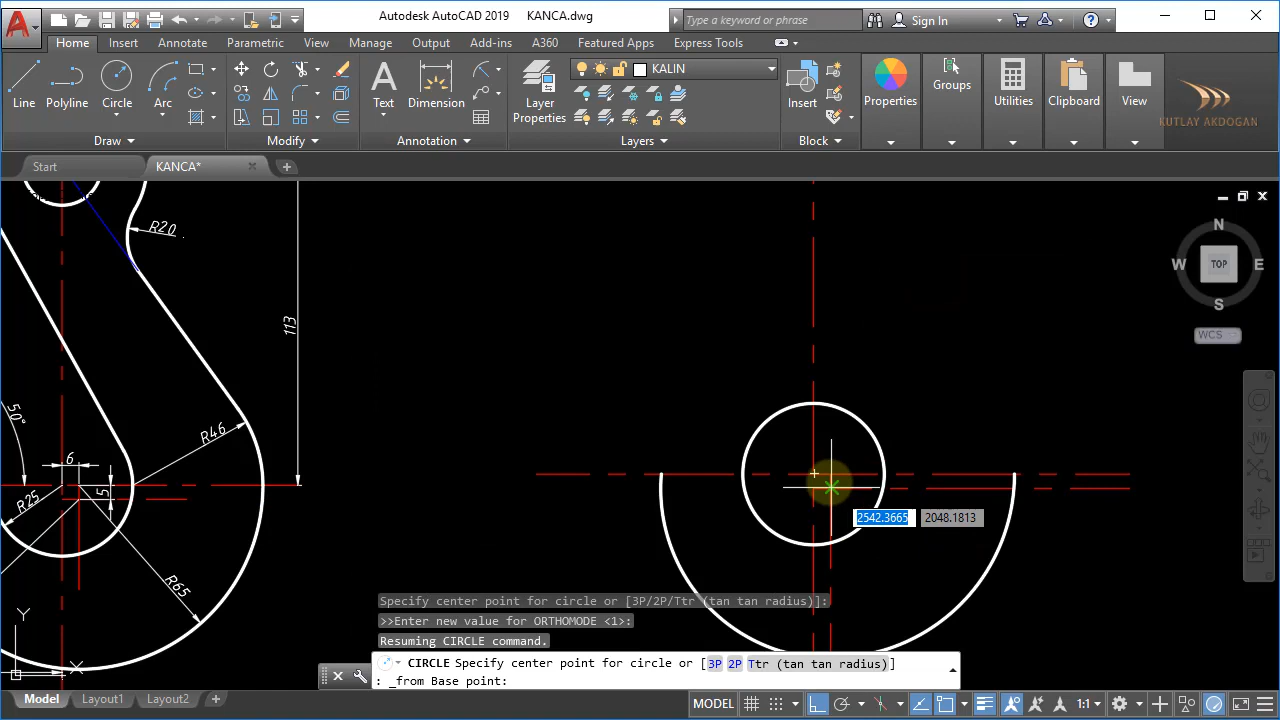 Autodesk AutoCAD 2019 KANCA.dwg
Type a keyword or phrase
Sign In
Home Insert Annotate Parametric View Manage Output Add-ins A360 Featured Apps Express Tools
KALIN
Line Polyline Circle Arc
Text Dimension
Layer
Properties
Insert
Properties
Groups
Utilities
Clipboard
View
KUTLAY AKDOGAN
Draw
Modify
Annotation
Layers
Block
Start
KANCA*
N
W
TOP
E
S
WCS
R20
113
50°
R46
6
5
R25
R65
2542.3665 2048.1813
Specify center point for circle or [3P/2P/Ttr (tan tan radius)]:
>>Enter new value for ORTHOMODE <1>:
Resuming CIRCLE command.
CIRCLE Specify center point for circle or [3P 2P Ttr (tan tan radius)]
: _from Base point:
Y
X
Model Layout1 Layout2
MODEL
1:1